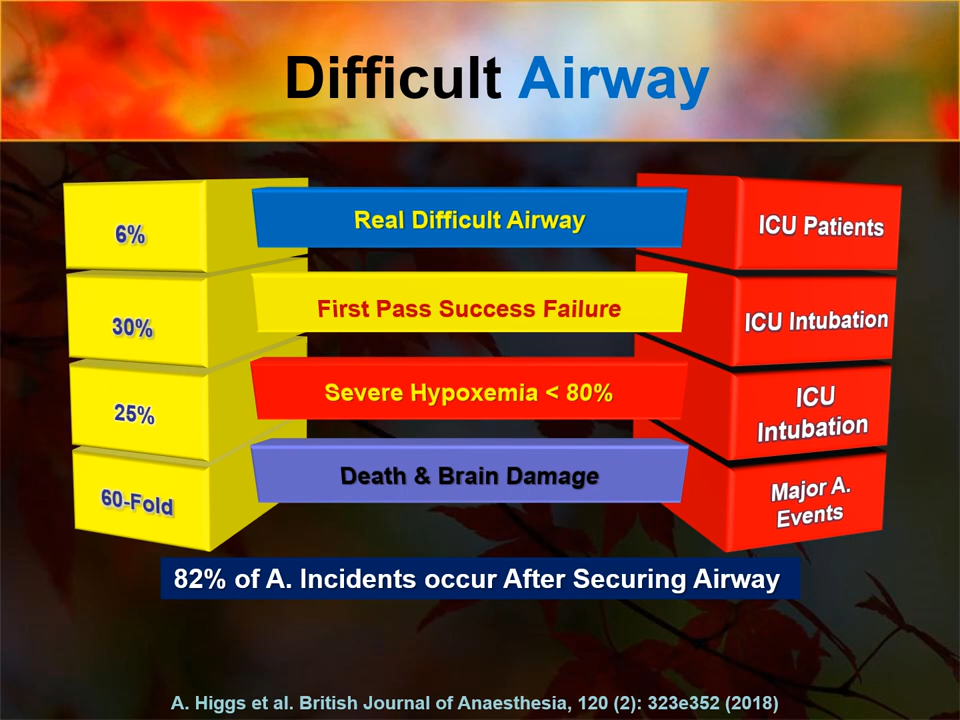 Difficult Airway
6%
Real Difficult Airway
ICU Patients
30%
First Pass Success Failure
ICU Intubation
25%
Severe Hypoxemia < 80%
ICU
Intubation
60-Fold
Death & Brain Damage
Major A.
Events
82% of A. Incidents occur After Securing Airway
A. Higgs et al. British Journal of Anaesthesia, 120 (2): 323e352 (2018)